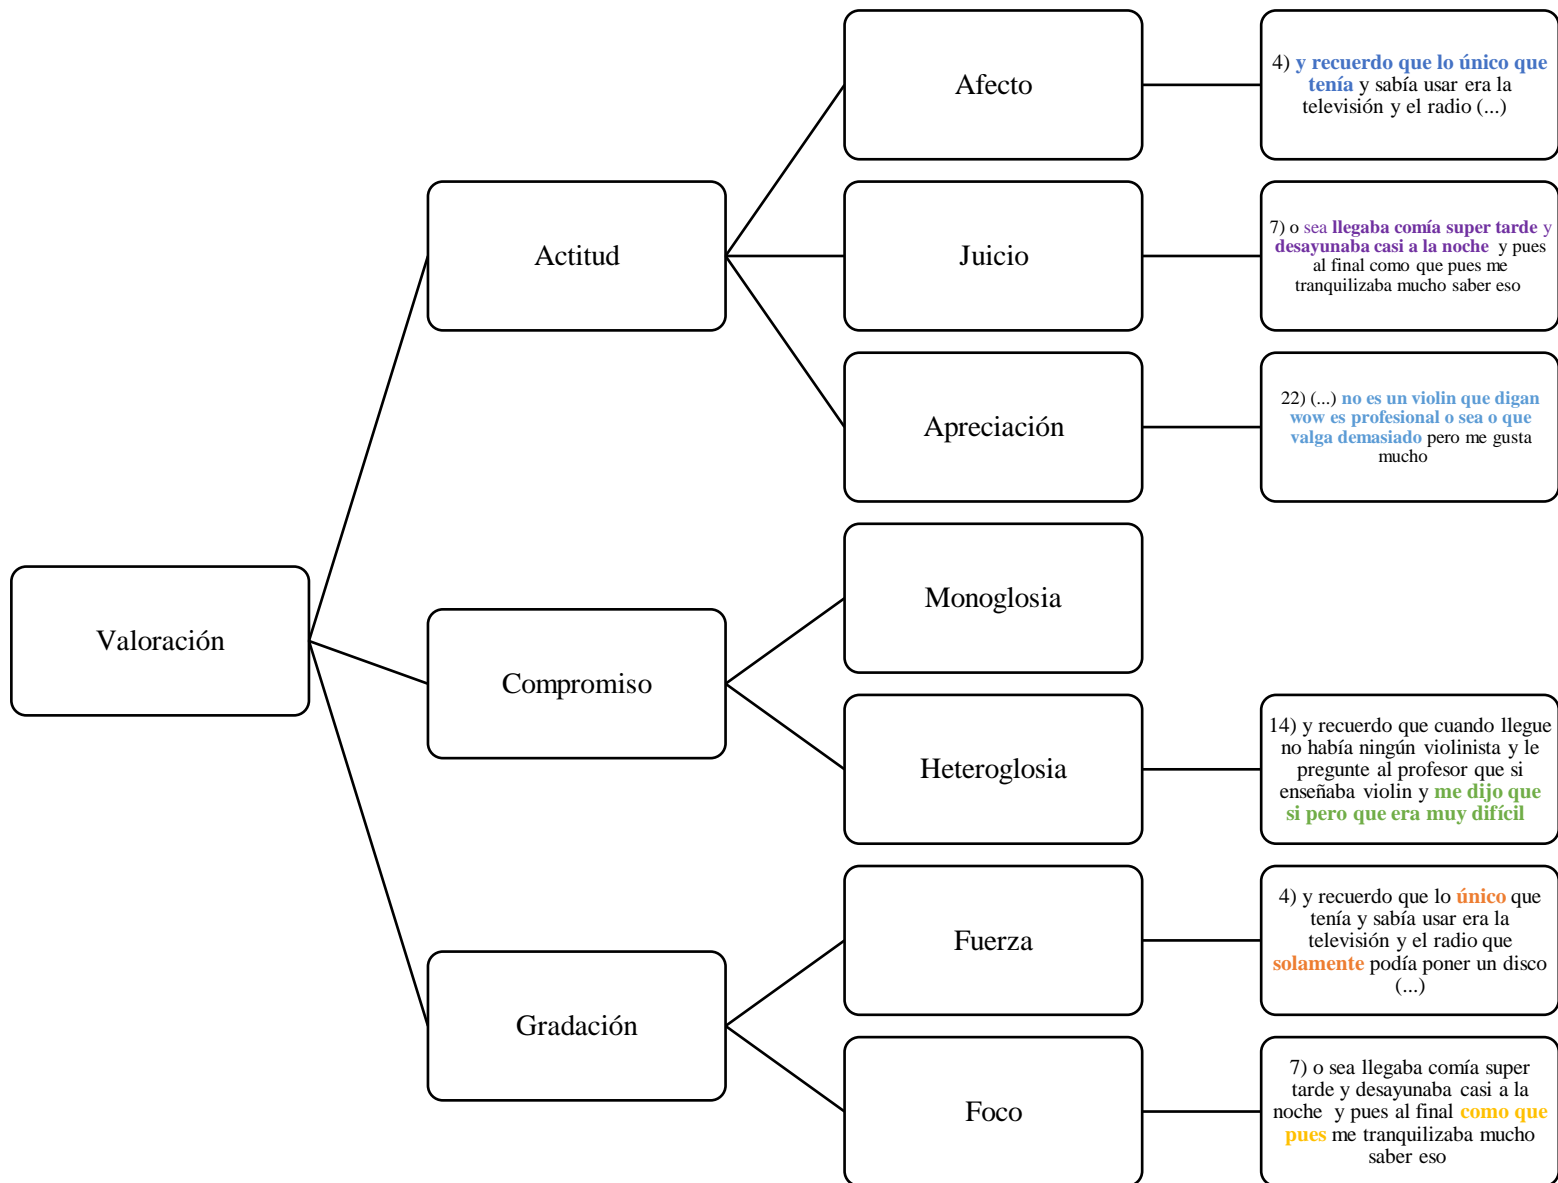 Valoración
Actitud
Afecto
4) y recuerdo que lo único que
tenía y sabía usar era la
televisión y el radio (...)
Juicio
7) o sea llegaba comía super tarde y
desayunaba casi a la noche y pues
al final como que pues me
tranquilizaba mucho saber eso
Apreciación
22) (...) no es un violin que digan
wow es profesional o sea o que
valga demasiado pero me gusta
mucho
Compromiso
Monoglosia
Heteroglosia
14) y recuerdo que cuando llegue
no había ningún violinista y le
pregunte al profesor que si
enseñaba violin y me dijo que
si pero que era muy difícil
Gradación
Fuerza
4) y recuerdo que lo único que
tenía y sabía usar era la
televisión y el radio que
solamente podía poner un disco
(...)
Foco
7) o sea llegaba comía super
tarde y desayunaba casi a la
noche y pues al final como que
pues me tranquilizaba mucho
saber eso